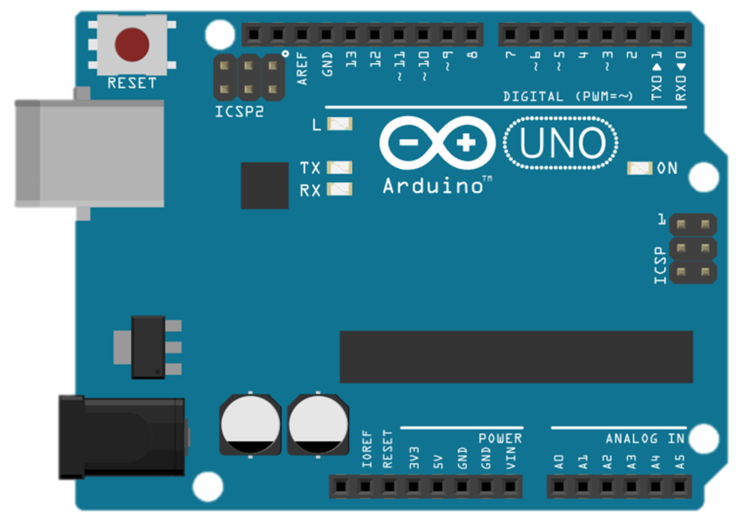 RESET
ICSP2
AREF
GND
13
12
~11
~10
~9
8
7
~6
~5
4
~3
2
TX0▶1
RX0◀0
DIGITAL (PWM=~)
L
TX
RX
Arduino™
UNO
ON
1
ICSP
POWER
ANALOG IN
IOREF
RESET
3V3
5V
GND
GND
VIN
A0
A1
A2
A3
A4
A5